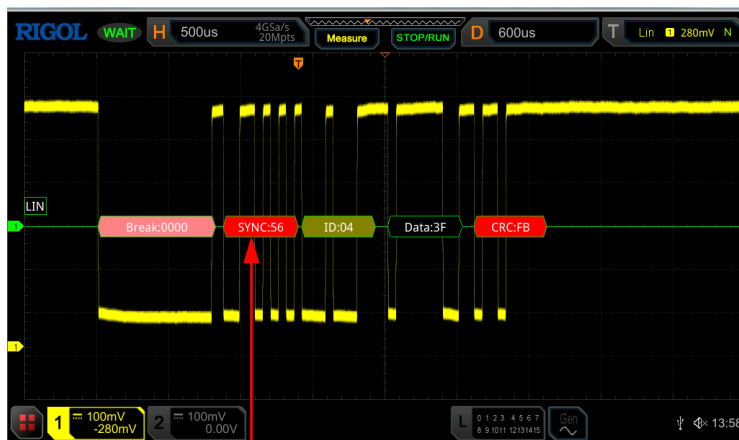 RIGOL WAIT H 500us 4GSa/s 20Mpts Measure STOP/RUN D 600us T Lin 1 280mV N
T
LIN
1 Break:0000 SYNC:56 ID:04 Data:3F CRC:FB
1
1 100mV -280mV 2 100mV 0.00V L 0 1 2 3 4 5 6 7 Gen 13:58
8 9 10 11 12 13 14 15